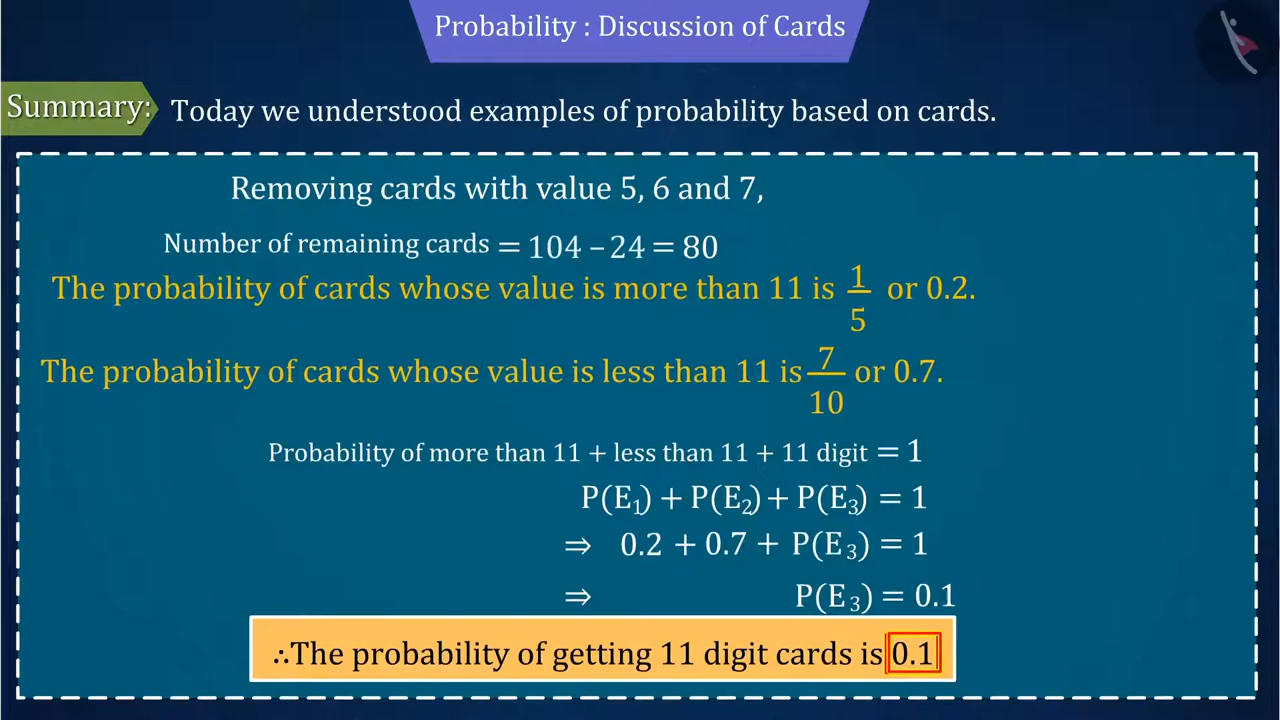 Probability : Discussion of Cards
Summary: Today we understood examples of probability based on cards.
Removing cards with value 5, 6 and 7,
Number of remaining cards = 104 – 24 = 80
The probability of cards whose value is more than 11 is 1/5 or 0.2.
The probability of cards whose value is less than 11 is 7/10 or 0.7.
Probability of more than 11 + less than 11 + 11 digit = 1
P(E₁) + P(E₂) + P(E₃) = 1
⇒ 0.2 + 0.7 + P(E₃) = 1
⇒ P(E₃) = 0.1
∴The probability of getting 11 digit cards is 0.1